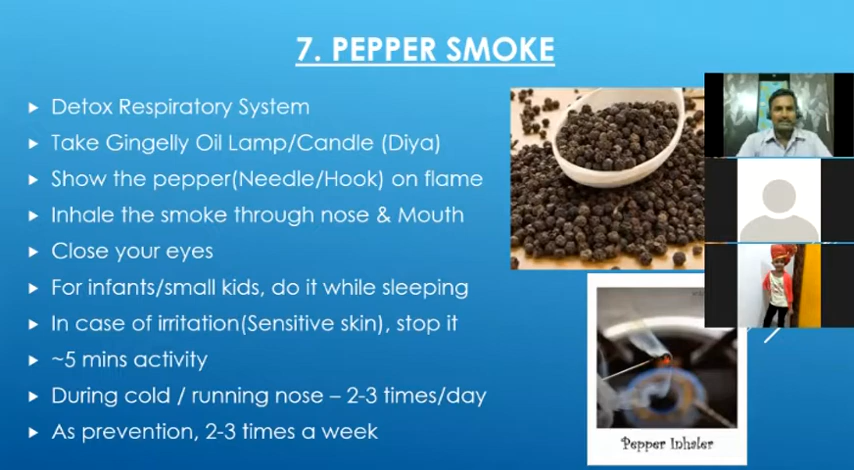 7. PEPPER SMOKE
Detox Respiratory System
Take Gingelly Oil Lamp/Candle (Diya)
Show the pepper(Needle/Hook) on flame
Inhale the smoke through nose & Mouth
Close your eyes
For infants/small kids, do it while sleeping
In case of irritation(Sensitive skin), stop it
~5 mins activity
During cold / running nose – 2-3 times/day
As prevention, 2-3 times a week
Pepper Inhaler